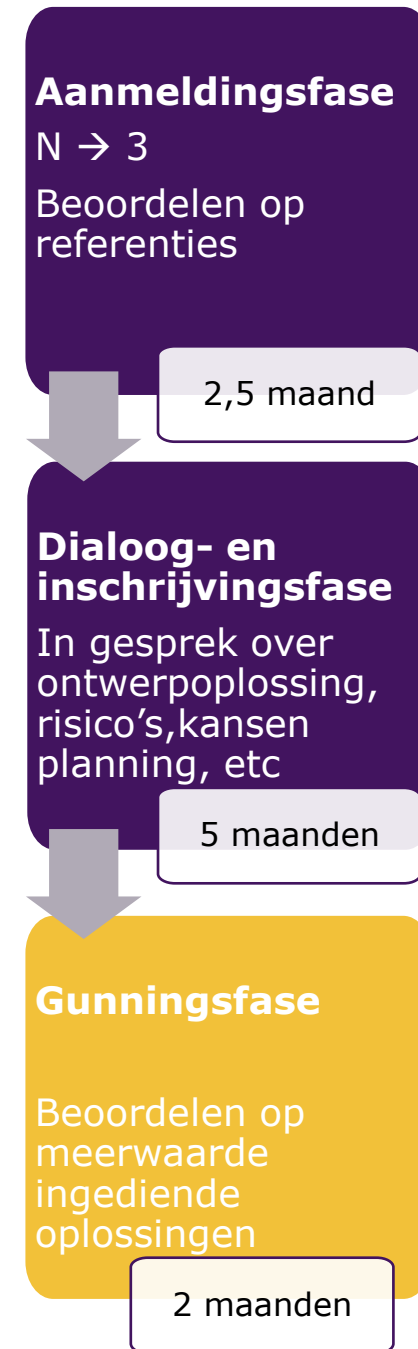 Aanmeldingsfase
N → 3
Beoordelen op
referenties
2,5 maand
Dialoog- en
inschrijvingsfase
In gesprek over
ontwerpoplossing,
risico’s,kansen
planning, etc
5 maanden
Gunningsfase
Beoordelen op
meerwaarde
ingediende
oplossingen
2 maanden